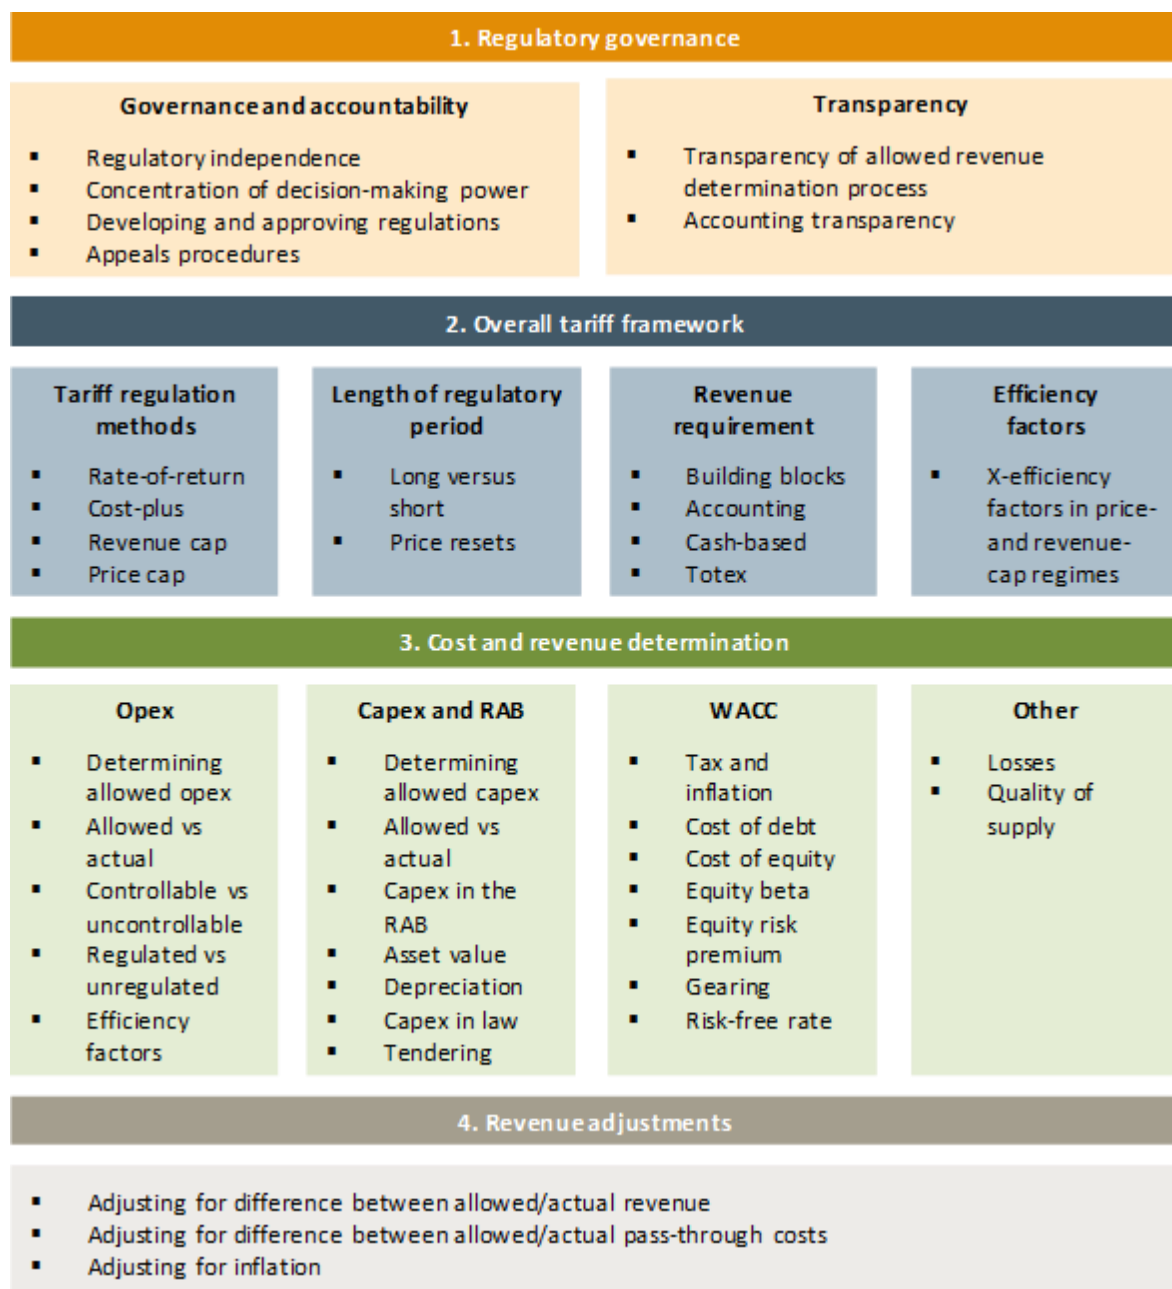 1. Regulatory governance
Governance and accountability
▪ Regulatory independence
▪ Concentration of decision-making power
▪ Developing and approving regulations
▪ Appeals procedures
Transparency
▪ Transparency of allowed revenue
determination process
▪ Accounting transparency
2. Overall tariff framework
Tariff regulation
methods
▪ Rate-of-return
▪ Cost-plus
▪ Revenue cap
▪ Price cap
Length of regulatory
period
▪ Long versus
short
▪ Price resets
Revenue
requirement
▪ Building blocks
▪ Accounting
▪ Cash-based
▪ Totex
Efficiency
factors
▪ X-efficiency
factors in price-
and revenue-
cap regimes
3. Cost and revenue determination
Opex
▪ Determining
allowed opex
▪ Allowed vs
actual
▪ Controllable vs
uncontrollable
▪ Regulated vs
unregulated
▪ Efficiency
factors
Capex and RAB
▪ Determining
allowed capex
▪ Allowed vs
actual
▪ Capex in the
RAB
▪ Asset value
▪ Depreciation
▪ Capex in law
▪ Tendering
WACC
▪ Tax and
inflation
▪ Cost of debt
▪ Cost of equity
▪ Equity beta
▪ Equity risk
premium
▪ Gearing
▪ Risk-free rate
Other
▪ Losses
▪ Quality of
supply
4. Revenue adjustments
▪ Adjusting for difference between allowed/actual revenue
▪ Adjusting for difference between allowed/actual pass-through costs
▪ Adjusting for inflation